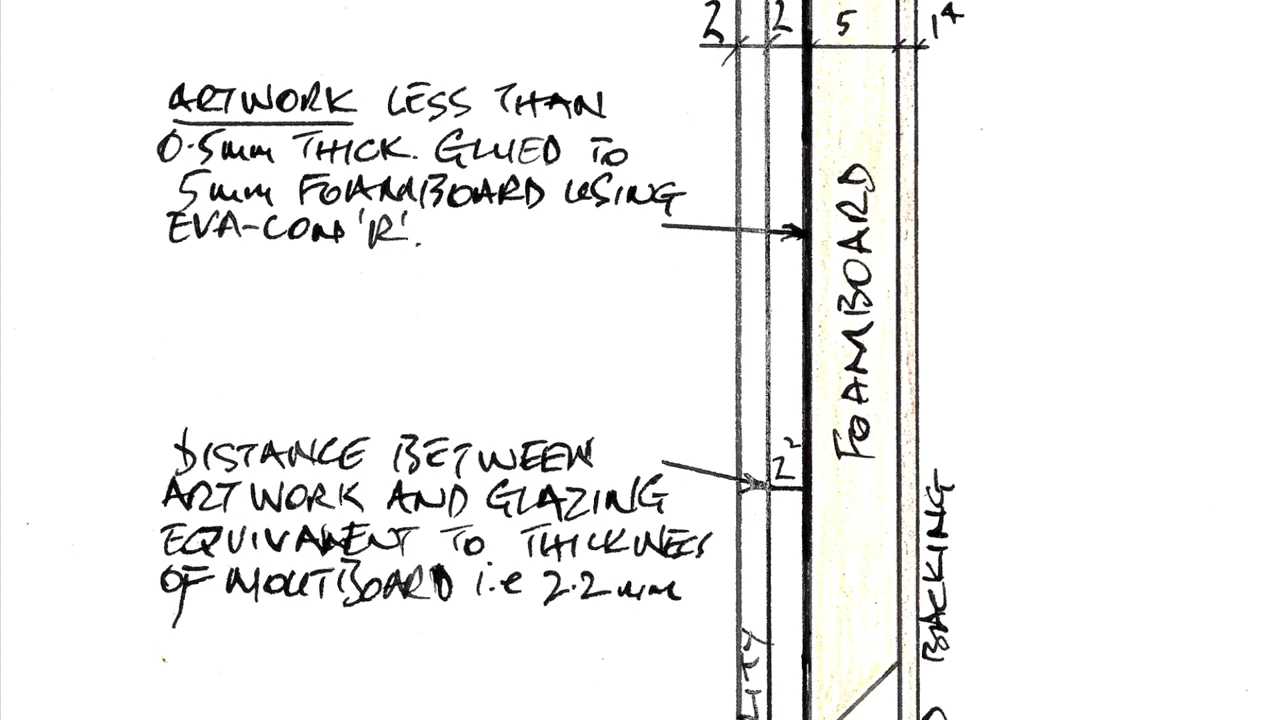 2 2 5 1⁴
ARTWORK LESS THAN
0.5mm THICK. GLUED TO
5mm FOAMBOARD USING
EVA-CON 'R'.
FOAMBOARD
DISTANCE BETWEEN
ARTWORK AND GLAZING
EQUIVALENT TO THICKNESS
OF MOUTBOARD i.e 2.2mm
2²
BACKING